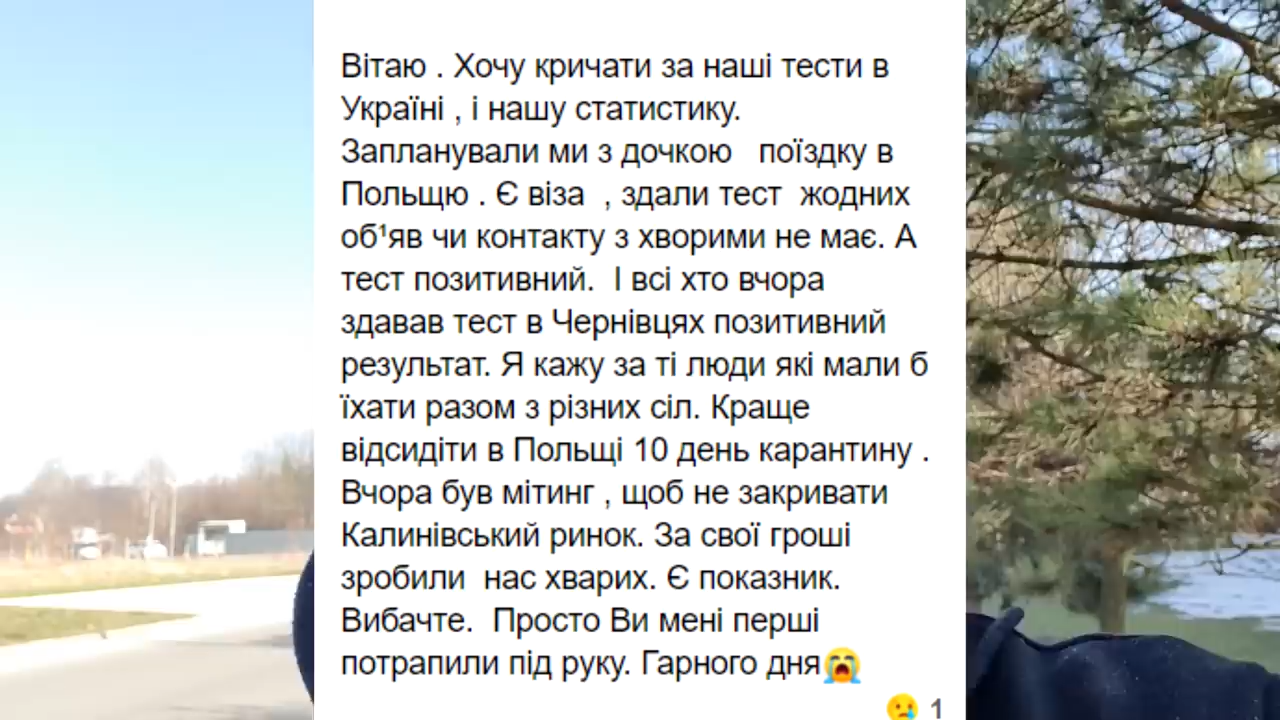 Вітаю . Хочу кричати за наші тести в
Україні , і нашу статистику.
Запланували ми з дочкою поїздку в
Польщю . Є віза , здали тест жодних
об'¹яв чи контакту з хворими не має. А
тест позитивний. І всі хто вчора
здавав тест в Чернівцях позитивний
результат. Я кажу за ті люди які мали б
їхати разом з різних сіл. Краще
відсидіти в Польщі 10 день карантину .
Вчора був мітинг , щоб не закривати
Калинівський ринок. За свої гроші
зробили нас хварих. Є показник.
Вибачте. Просто Ви мені перші
потрапили під руку. Гарного дня😭
😢 1